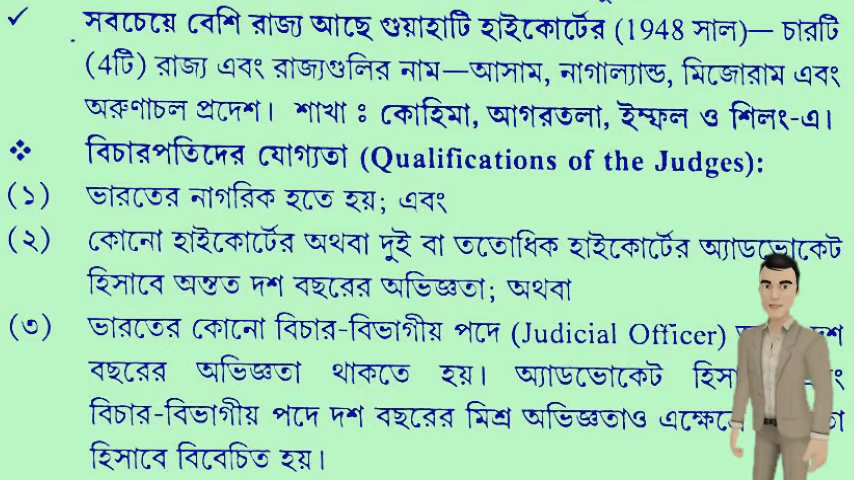 ✓ সবচেয়ে বেশি রাজ্য আছে গুয়াহাটি হাইকোর্টের (1948 সাল)— চারটি
(4টি) রাজ্য এবং রাজ্যগুলির নাম—আসাম, নাগাল্যান্ড, মিজোরাম এবং
অরুণাচল প্রদেশ। শাখা ঃ কোহিমা, আগরতলা, ইম্ফল ও শিলং-এ।
❖ বিচারপতিদের যোগ্যতা (Qualifications of the Judges):
(১) ভারতের নাগরিক হতে হয়; এবং
(২) কোনো হাইকোর্টের অথবা দুই বা ততোধিক হাইকোর্টের অ্যাডভোকেট
হিসাবে অন্তত দশ বছরের অভিজ্ঞতা; অথবা
(৩) ভারতের কোনো বিচার-বিভাগীয় পদে (Judicial Officer)
বছরের অভিজ্ঞতা থাকতে হয়। অ্যাডভোকেট
বিচার-বিভাগীয় পদে দশ বছরের মিশ্র অভিজ্ঞতাও
হিসাবে বিবেচিত হয়।